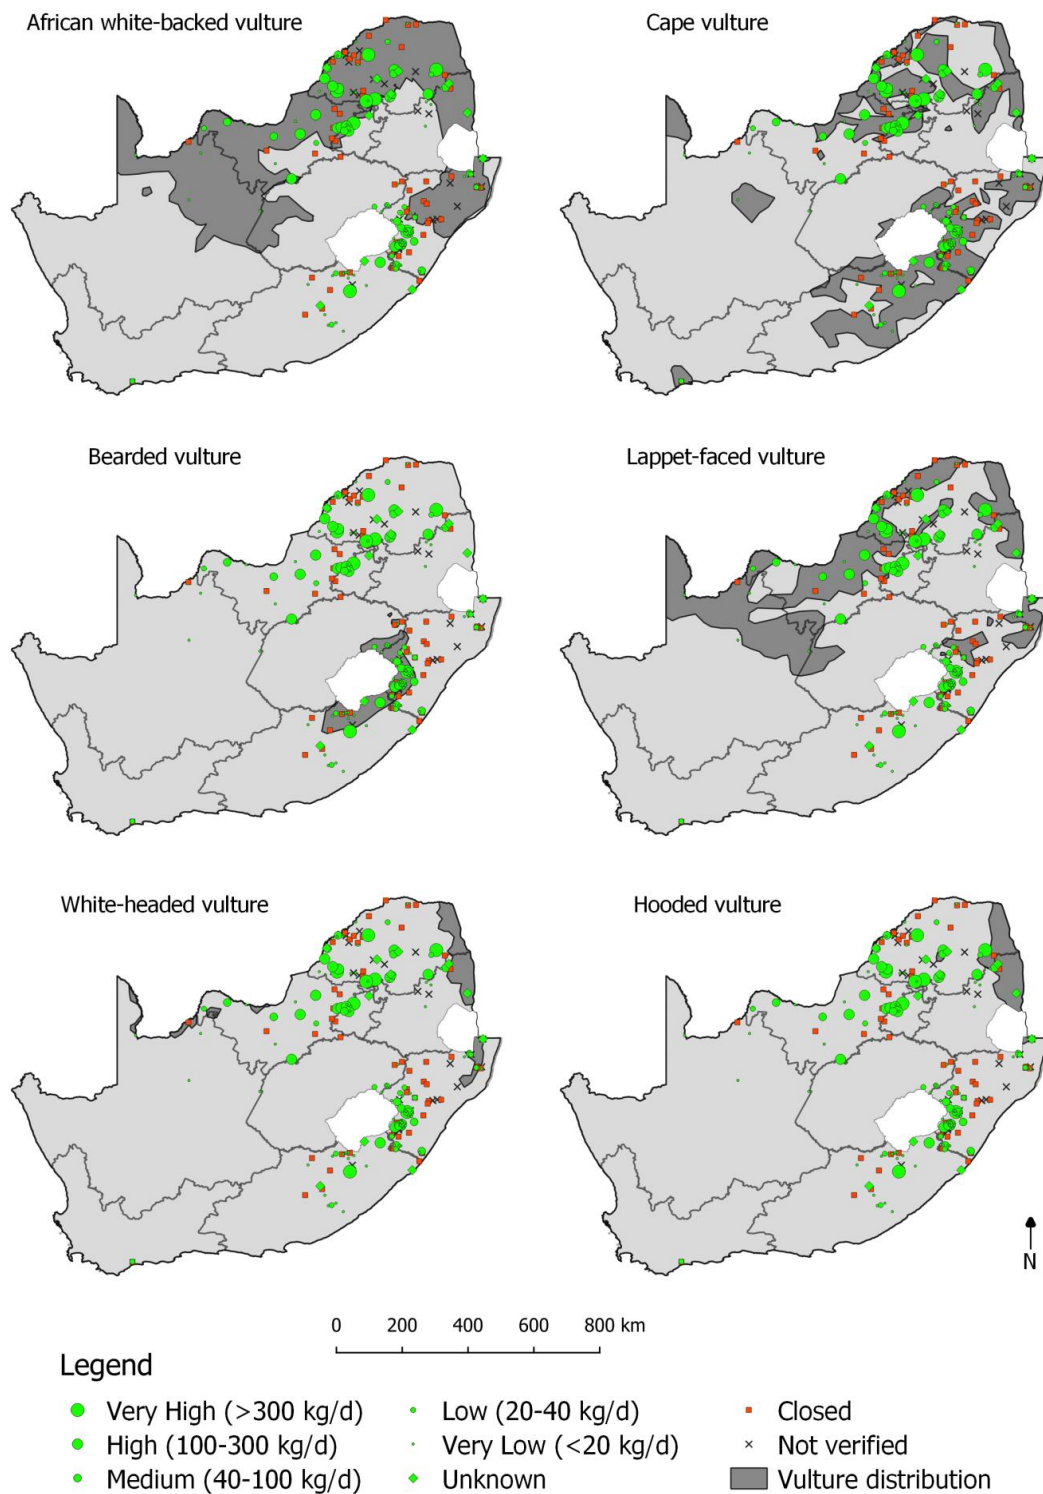 African white-backed vulture
Cape vulture
Bearded vulture
Lappet-faced vulture
White-headed vulture
Hooded vulture
N
0 200 400 600 800 km
Legend
Very High (>300 kg/d)
High (100-300 kg/d)
Medium (40-100 kg/d)
Low (20-40 kg/d)
Very Low (<20 kg/d)
Unknown
Closed
Not verified
Vulture distribution